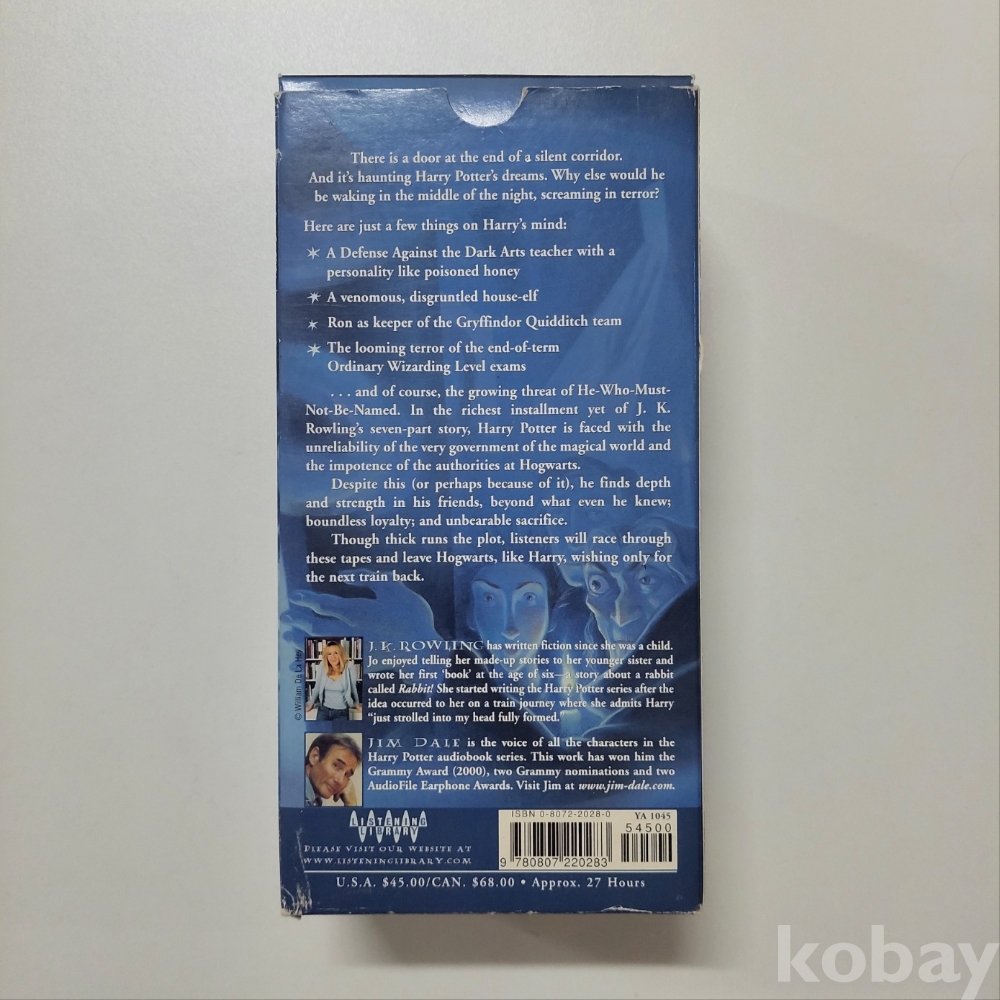 There is a door at the end of a silent corridor.
And it's haunting Harry Potter's dreams. Why else would he
be waking in the middle of the night, screaming in terror?
Here are just a few things on Harry's mind:
A Defense Against the Dark Arts teacher with a
personality like poisoned honey
A venomous, disgruntled house-elf
Ron as keeper of the Gryffindor Quidditch team
The looming terror of the end-of-term
Ordinary Wizarding Level exams
. . . and of course, the growing threat of He-Who-Must-
Not-Be-Named. In the richest installment yet of J. K.
Rowling's seven-part story, Harry Potter is faced with the
unreliability of the very government of the magical world and
the impotence of the authorities at Hogwarts.
Despite this (or perhaps because of it), he finds depth
and strength in his friends, beyond what even he knew;
boundless loyalty; and unbearable sacrifice.
Though thick runs the plot, listeners will race through
these tapes and leave Hogwarts, like Harry, wishing only for
the next train back.
© William De La Hey
J.K. ROWLING has written fiction since she was a child.
Jo enjoyed telling her made-up stories to her younger sister and
wrote her first 'book' at the age of six—a story about a rabbit
called Rabbit! She started writing the Harry Potter series after the
idea occurred to her on a train journey where she admits Harry
"just strolled into my head fully formed."
JIM DALE is the voice of all the characters in the
Harry Potter audiobook series. This work has won him the
Grammy Award (2000), two Grammy nominations and two
AudioFile Earphone Awards. Visit Jim at www.jim-dale.com.
LISTENING
LIBRARY
PLEASE VISIT OUR WEBSITE AT
WWW.LISTENINGLIBRARY.COM
ISBN 0-8072-2028-0
YA 1045
54500
9 780807 220283
U.S.A. $45.00/CAN. $68.00 • Approx. 27 Hours
kobay